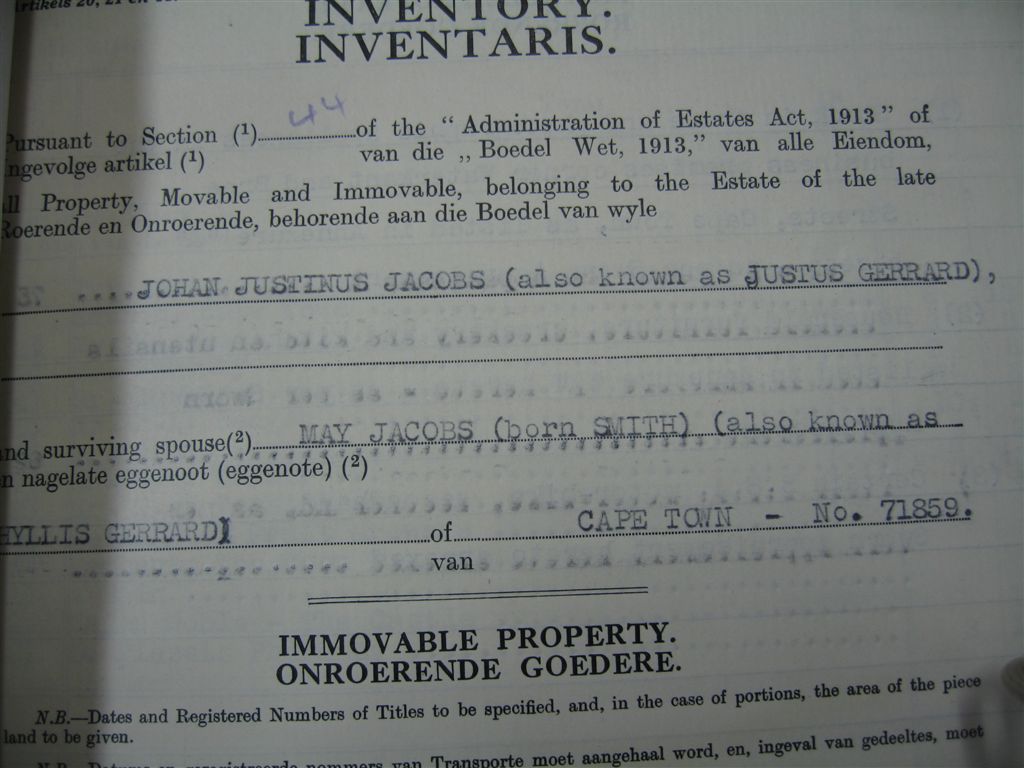 INVENTORY.
INVENTARIS.
Pursuant to Section (¹) 44 of the “ Administration of Estates Act, 1913 ” of
ngevolge artikel (¹) van die „ Boedel Wet, 1913,” van alle Eiendom,
ll Property, Movable and Immovable, belonging to the Estate of the late
Roerende en Onroerende, behorende aan die Boedel van wyle
JOHAN JUSTINUS JACOBS (also known as JUSTUS GERRARD),
nd surviving spouse(²) MAY JACOBS (born SMITH) (also known as
n nagelate eggenoot (eggenote) (²)
HYLLIS GERRARD) of CAPE TOWN - No. 71859.
van
IMMOVABLE PROPERTY.
ONROERENDE GOEDERE.
N.B.—Dates and Registered Numbers of Titles to be specified, and, in the case of portions, the area of the piece
land to be given.
nommers van Transporte moet aangehaal word, en, ingeval van gedeeltes, moet